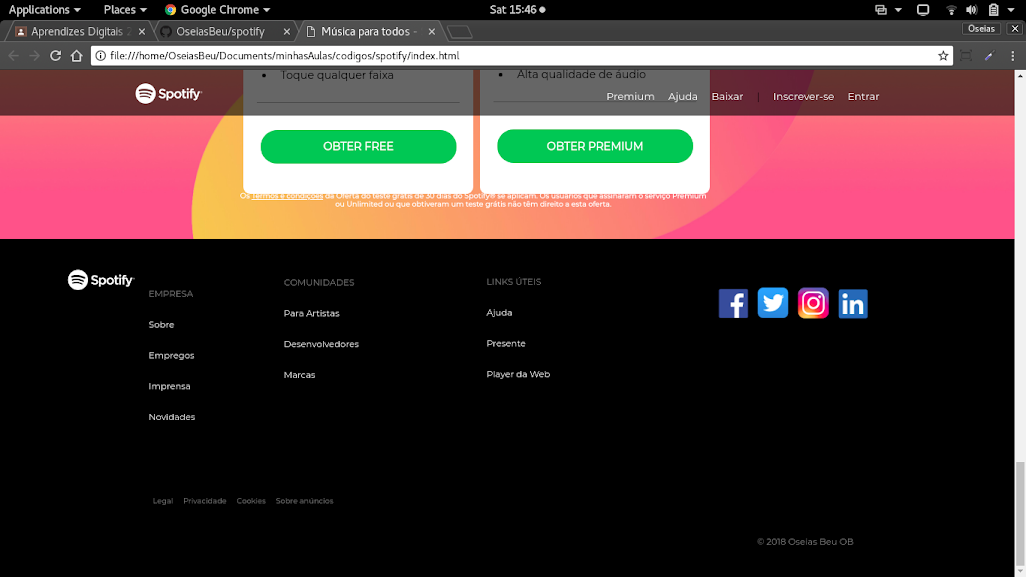 Applications Places Google Chrome Sat 15:46
Aprendizes Digitais OseiasBeu/spotify Música para todos - Oseias
file:///home/OseiasBeu/Documents/minhasAulas/codigos/spotify/index.html
Toque qualquer faixa Alta qualidade de áudio
Spotify Premium Ajuda Baixar | Inscrever-se Entrar
OBTER FREE OBTER PREMIUM
Os Termos e condições da Oferta do teste grátis de 30 dias do Spotify® se aplicam. Os usuários que assinaram o serviço Premium
ou Unlimited ou que obtiveram um teste grátis não têm direito a esta oferta.
Spotify
EMPRESA COMUNIDADES LINKS ÚTEIS
Sobre Para Artistas Ajuda
Empregos Desenvolvedores Presente
Imprensa Marcas Player da Web
Novidades
Legal Privacidade Cookies Sobre anúncios
© 2018 Oseias Beu OB